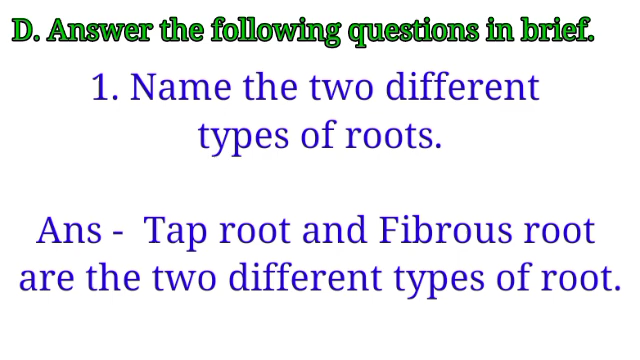 D. Answer the following questions in brief.
1. Name the two different
types of roots.
Ans - Tap root and Fibrous root
are the two different types of root.